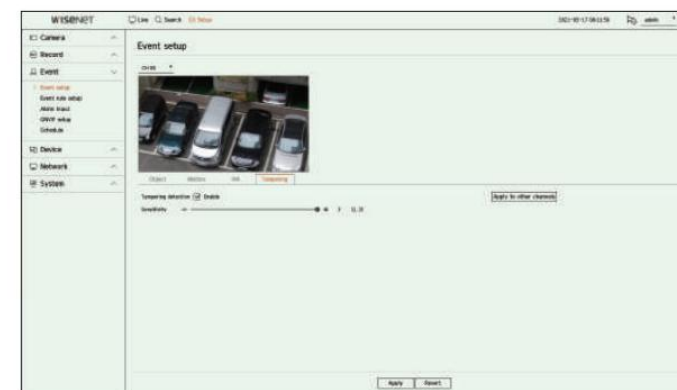 WISENET
Live Search Setup
admin
Camera
Record
Event
Event setup
Event rule setup
Alarm input
ONVIF setup
Schedule
Device
Network
System
Event setup
Object Motion Tampering
Tampering detection Enable
Apply to other channels
Sensitivity
Apply Revert